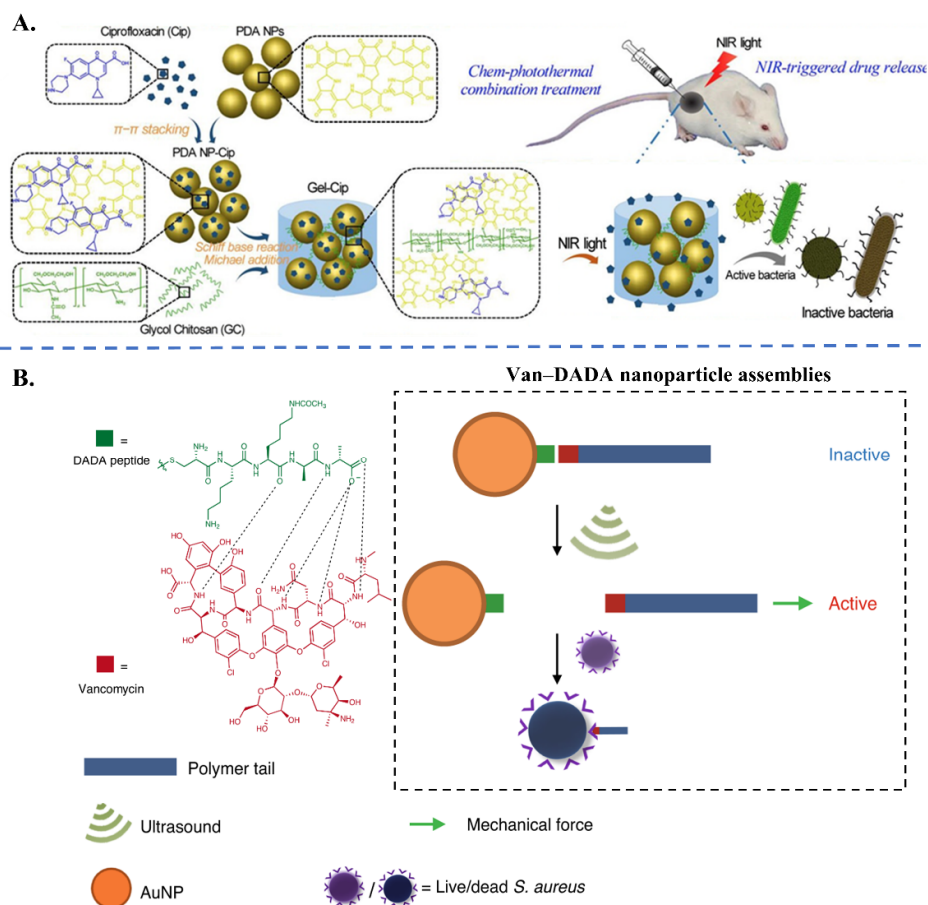 A.
Ciprofloxacin (Cip)
PDA NPs
NIR light
Chem-photothermal
combination treatment
NIR-triggered drug release
π−π stacking
PDA NP-Cip
Gel-Cip
Schiff base reaction
Michael addition
NIR light
Active bacteria
Inactive bacteria
Glycol Chitosan (GC)
B.
Van–DADA nanoparticle assemblies
=
DADA peptide
NHCOCH₃
NH₂
NH₂
Inactive
Active
=
Vancomycin
Polymer tail
Ultrasound
Mechanical force
AuNP
/
= Live/dead S. aureus